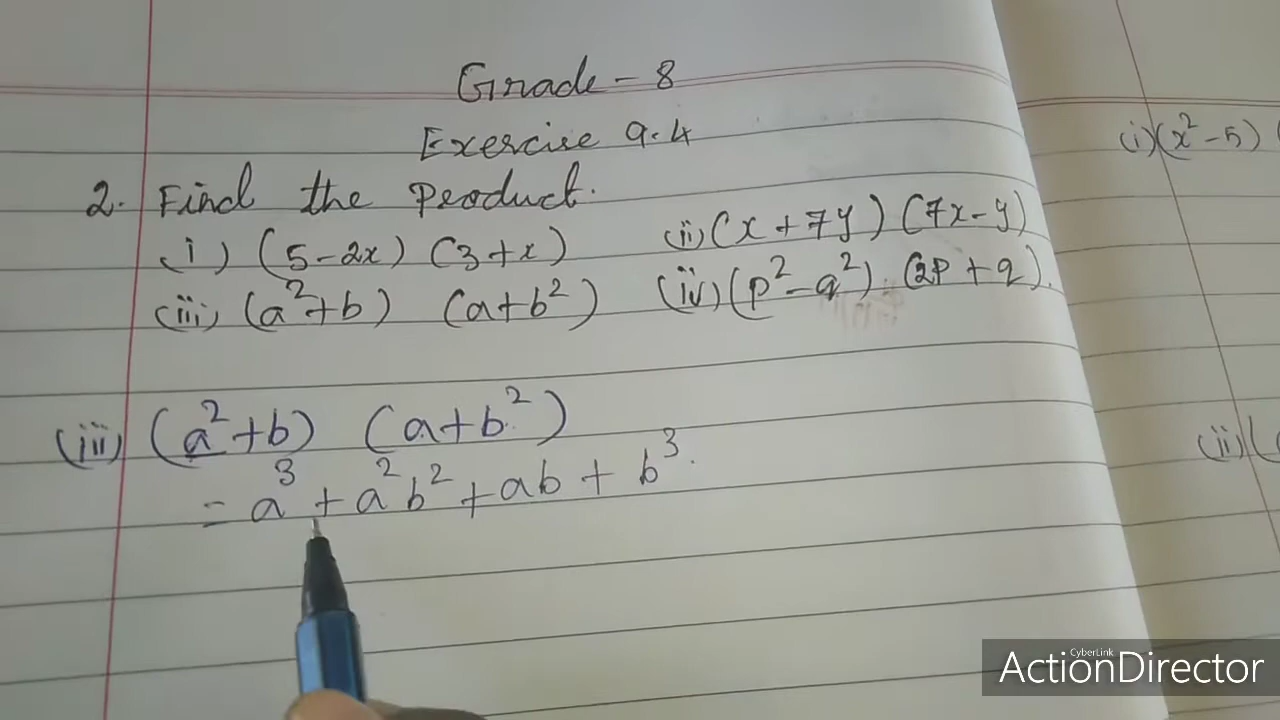 Grade - 8
Exercise 9.4
2. Find the Product.
(i) (5-2x) (3+x) (ii) (x+7y) (7x-y)
(iii) (a²+b) (a+b²) (iv) (p²-q²) (2p+q).
(iii) (a²+b) (a+b²)
= a³ + a²b² + ab + b³.
(i) (x²-5)
(ii) (
CyberLink
ActionDirector